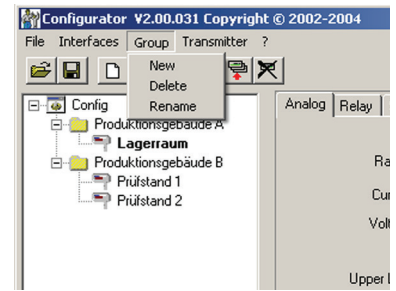 Configurator V2.00.031 Copyright © 2002-2004
File Interfaces Group Transmitter ?
New
Delete
Rename
Config
Produktionsgebäude A
Lagerraum
Produktionsgebäude B
Prüfstand 1
Prüfstand 2
Analog Relay
Ra
Cur
Volt
Upper L